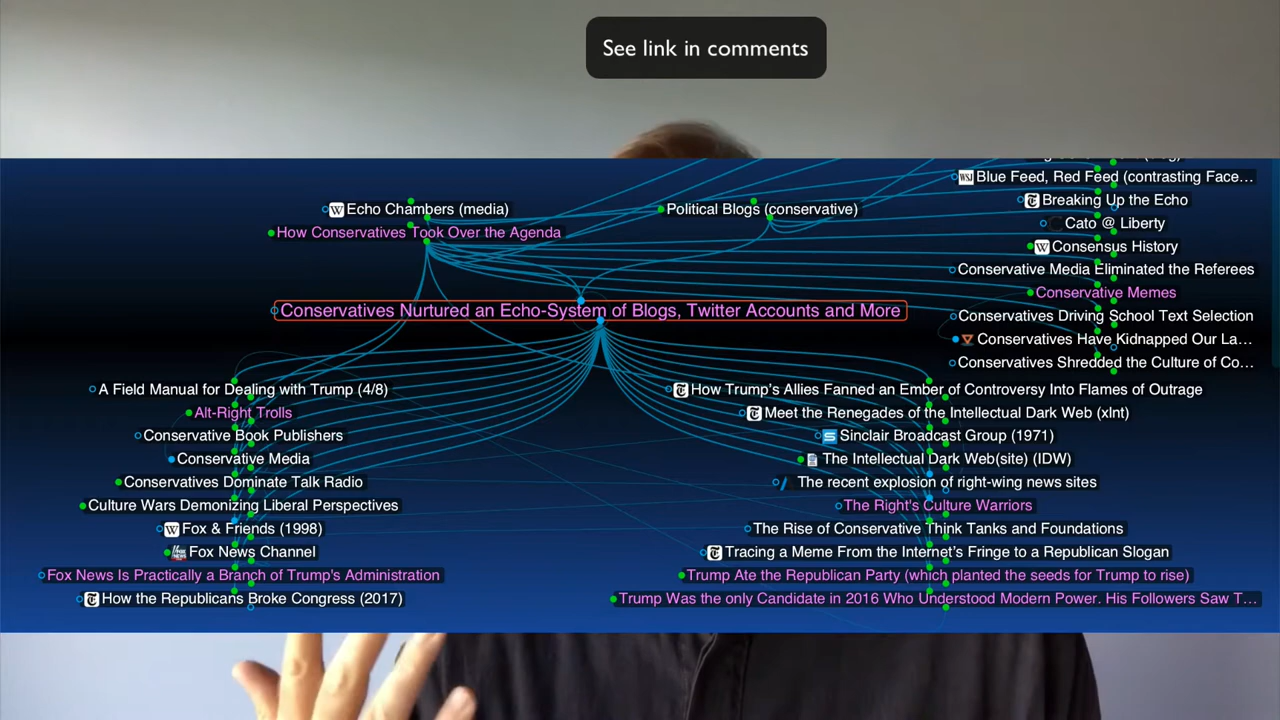 See link in comments
Echo Chambers (media)
How Conservatives Took Over the Agenda
Political Blogs (conservative)
Blue Feed, Red Feed (contrasting Face...
Breaking Up the Echo
Cato @ Liberty
Consensus History
Conservative Media Eliminated the Referees
Conservative Memes
Conservatives Driving School Text Selection
Conservatives Have Kidnapped Our La...
Conservatives Shredded the Culture of Co...
Conservatives Nurtured an Echo-System of Blogs, Twitter Accounts and More
A Field Manual for Dealing with Trump (4/8)
Alt-Right Trolls
Conservative Book Publishers
Conservative Media
Conservatives Dominate Talk Radio
Culture Wars Demonizing Liberal Perspectives
Fox & Friends (1998)
Fox News Channel
Fox News Is Practically a Branch of Trump's Administration
How the Republicans Broke Congress (2017)
How Trump's Allies Fanned an Ember of Controversy Into Flames of Outrage
Meet the Renegades of the Intellectual Dark Web (xInt)
Sinclair Broadcast Group (1971)
The Intellectual Dark Web(site) (IDW)
The recent explosion of right-wing news sites
The Right's Culture Warriors
The Rise of Conservative Think Tanks and Foundations
Tracing a Meme From the Internet's Fringe to a Republican Slogan
Trump Ate the Republican Party (which planted the seeds for Trump to rise)
Trump Was the only Candidate in 2016 Who Understood Modern Power. His Followers Saw T...